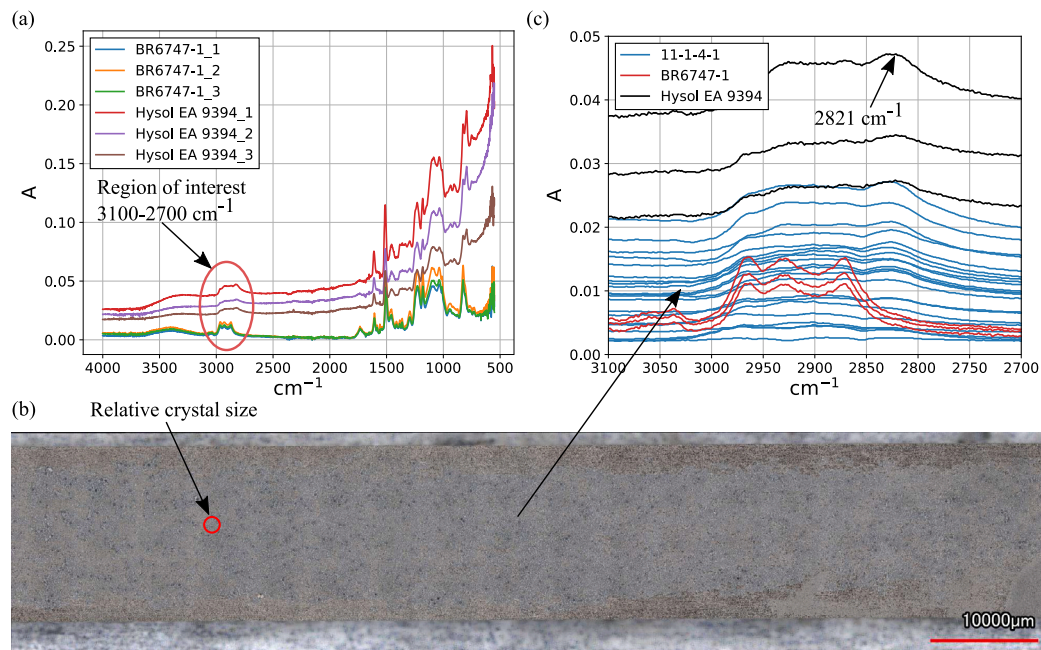 (a)
0.25
0.20
0.15
0.10
0.05
0.00
A
BR6747-1_1
BR6747-1_2
BR6747-1_3
Hysol EA 9394_1
Hysol EA 9394_2
Hysol EA 9394_3
Region of interest
3100-2700 cm⁻¹
4000 3500 3000 2500 2000 1500 1000 500
cm⁻¹
(c)
0.05
0.04
0.03
0.02
0.01
0.00
A
11-1-4-1
BR6747-1
Hysol EA 9394
2821 cm⁻¹
3100 3050 3000 2950 2900 2850 2800 2750 2700
cm⁻¹
(b)
Relative crystal size
10000μm